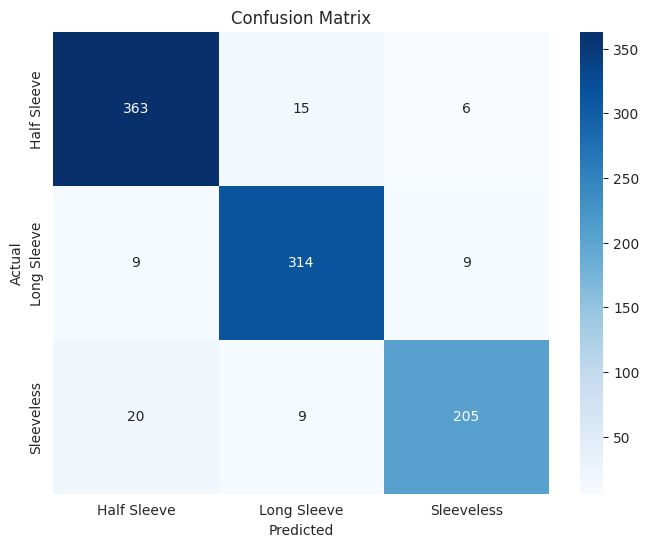 Confusion Matrix
Actual
Half Sleeve
363
15
6
Long Sleeve
9
314
9
Sleeveless
20
9
205
Half Sleeve
Long Sleeve
Sleeveless
Predicted
350
300
250
200
150
100
50